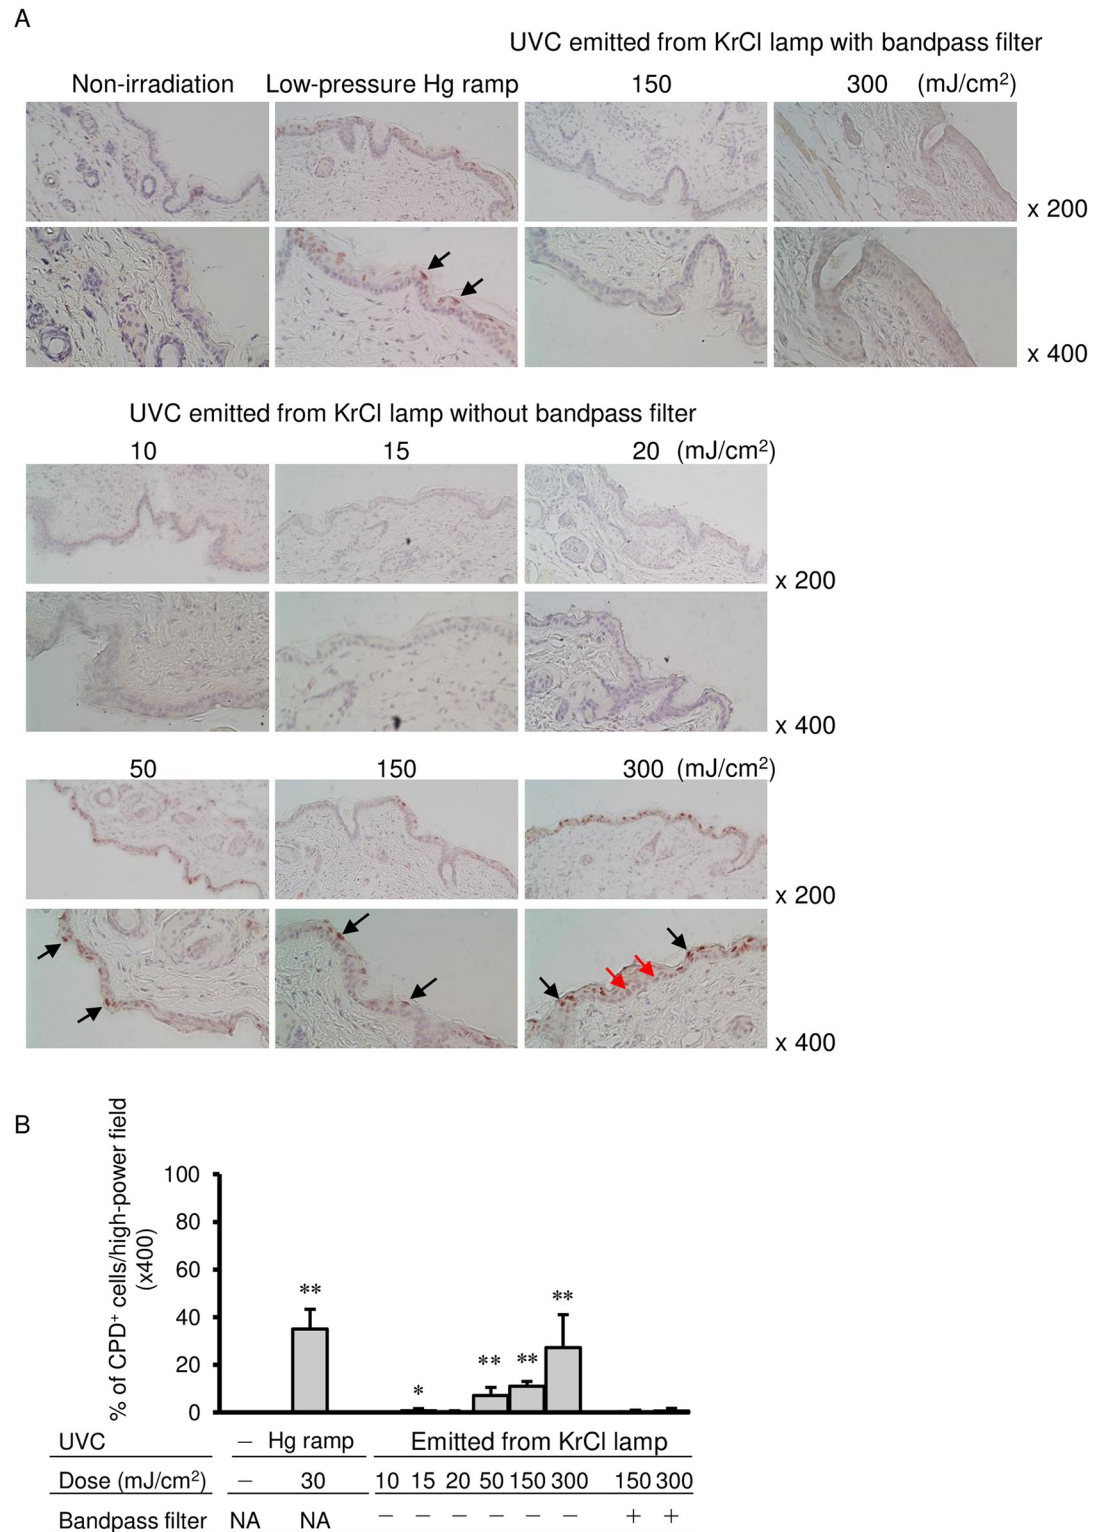 A
UVC emitted from KrCl lamp with bandpass filter
Non-irradiation Low-pressure Hg ramp 150 300 (mJ/cm²)
x 200
x 400
UVC emitted from KrCl lamp without bandpass filter
10 15 20 (mJ/cm²)
x 200
x 400
50 150 300 (mJ/cm²)
x 200
x 400
B
% of CPD⁺ cells/high-power field
(x400)
100
80
60
40
20
0
** * ** ** **
UVC – Hg ramp Emitted from KrCl lamp
Dose (mJ/cm²) – 30 10 15 20 50 150 300 150 300
Bandpass filter NA NA – – – – – – + +